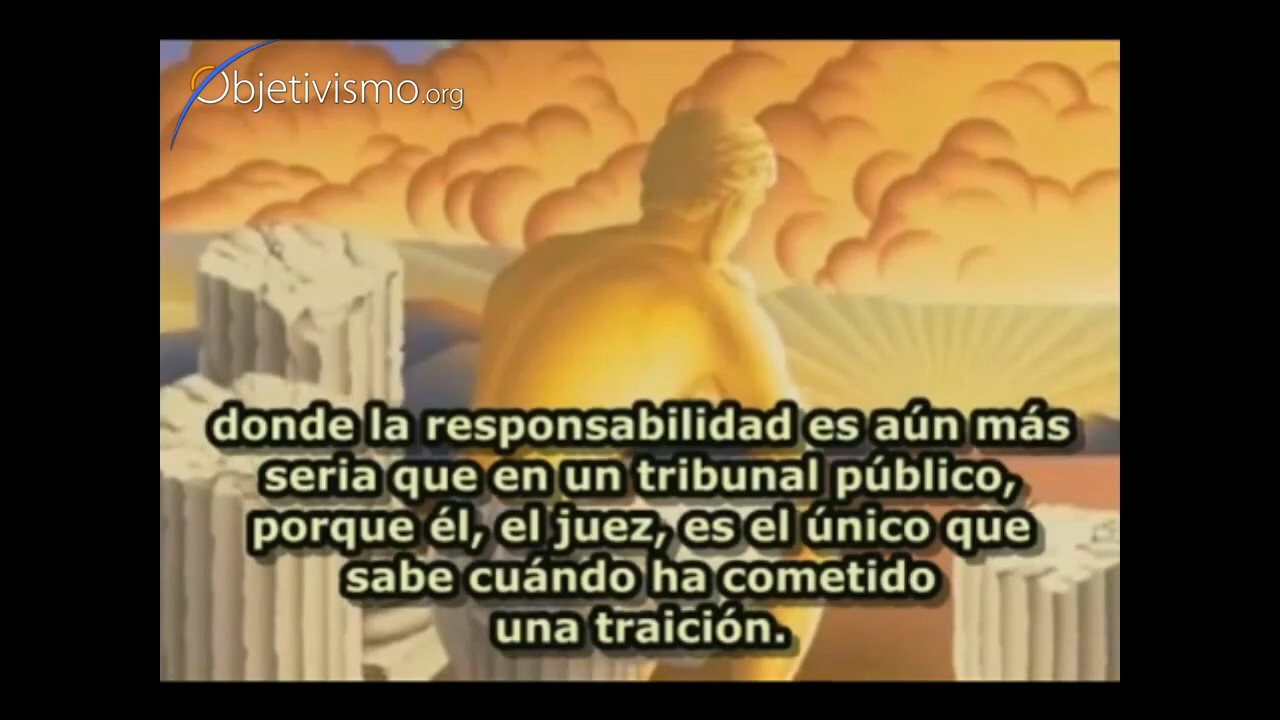 Objetivismo.org
donde la responsabilidad es aún más
seria que en un tribunal público,
porque él, el juez, es el único que
sabe cuándo ha cometido
una traición.